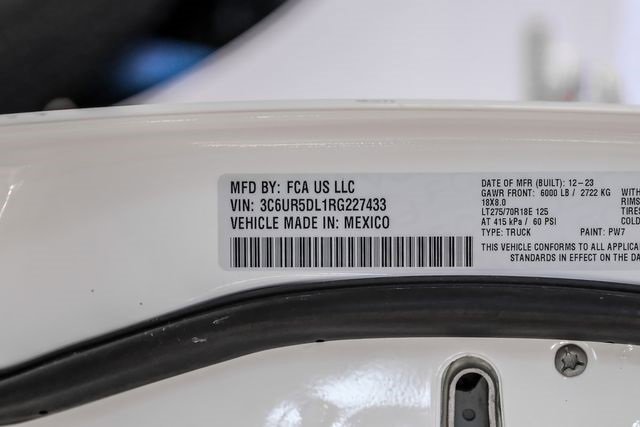 MFD BY: FCA US LLC
VIN: 3C6UR5DL1RG227433
VEHICLE MADE IN: MEXICO
DATE OF MFR (BUILT): 12-23
GAWR FRONT: 6000 LB / 2722 KG WITH
18X8.0 RIMS
LT275/70R18E 125 TIRES
AT 415 kPa / 60 PSI COLD
TYPE: TRUCK PAINT: PW7
THIS VEHICLE CONFORMS TO ALL APPLICA
STANDARDS IN EFFECT ON THE DA